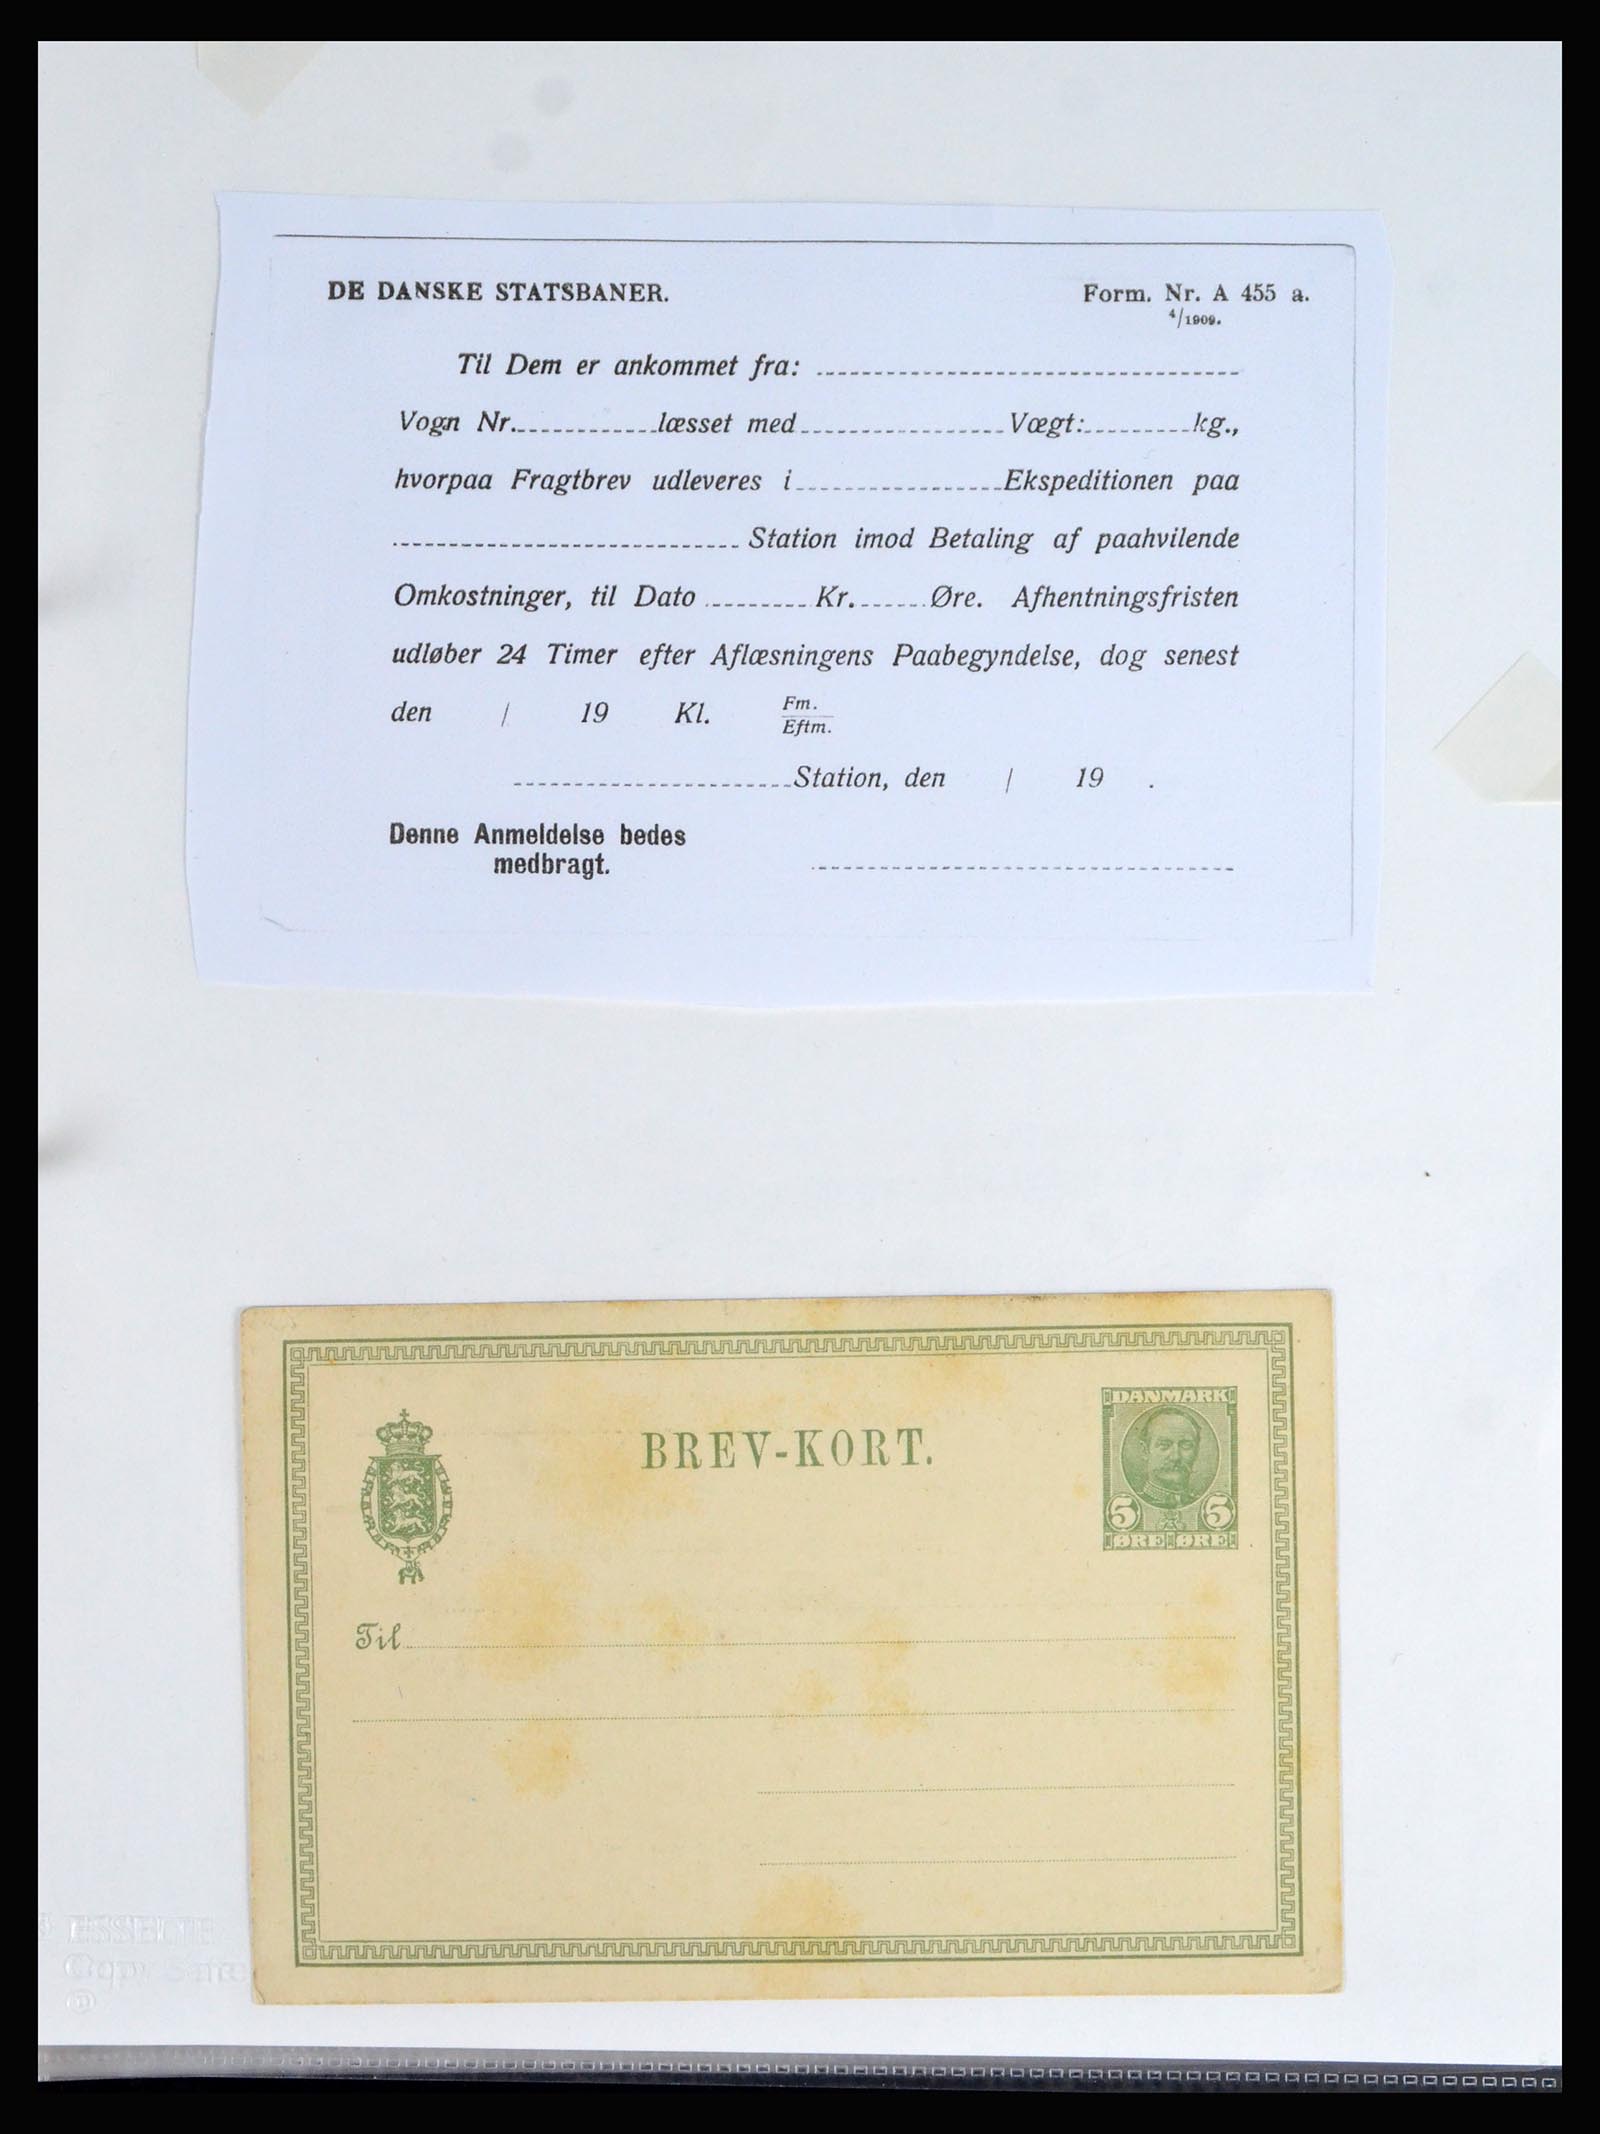 DE DANSKE STATSBANER. Form. Nr. A 455 a.
4/1909.
Til Dem er ankommet fra:
Vogn Nr. læsset med Vægt: kg.,
hvorpaa Fragtbrev udleveres i Ekspeditionen paa
Station imod Betaling af paahvilende
Omkostninger, til Dato Kr. Øre. Afhentningsfristen
udløber 24 Timer efter Aflæsningens Paabegyndelse, dog senest
den / 19 Kl. Fm.
Eftm.
Station, den / 19 .
Denne Anmeldelse bedes
medbragt.
DANMARK
BREV-KORT.
5 5
ØRE ØRE
Til
ESSELTE
Copy Safe